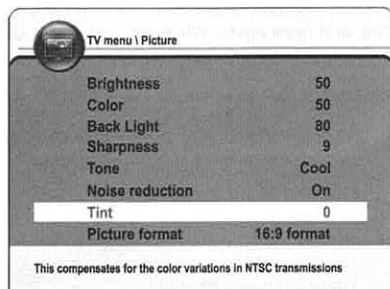 TV menu \ Picture
Brightness 50
Color 50
Back Light 80
Sharpness 9
Tone Cool
Noise reduction On
Tint 0
Picture format 16:9 format
This compensates for the color variations in NTSC transmissions